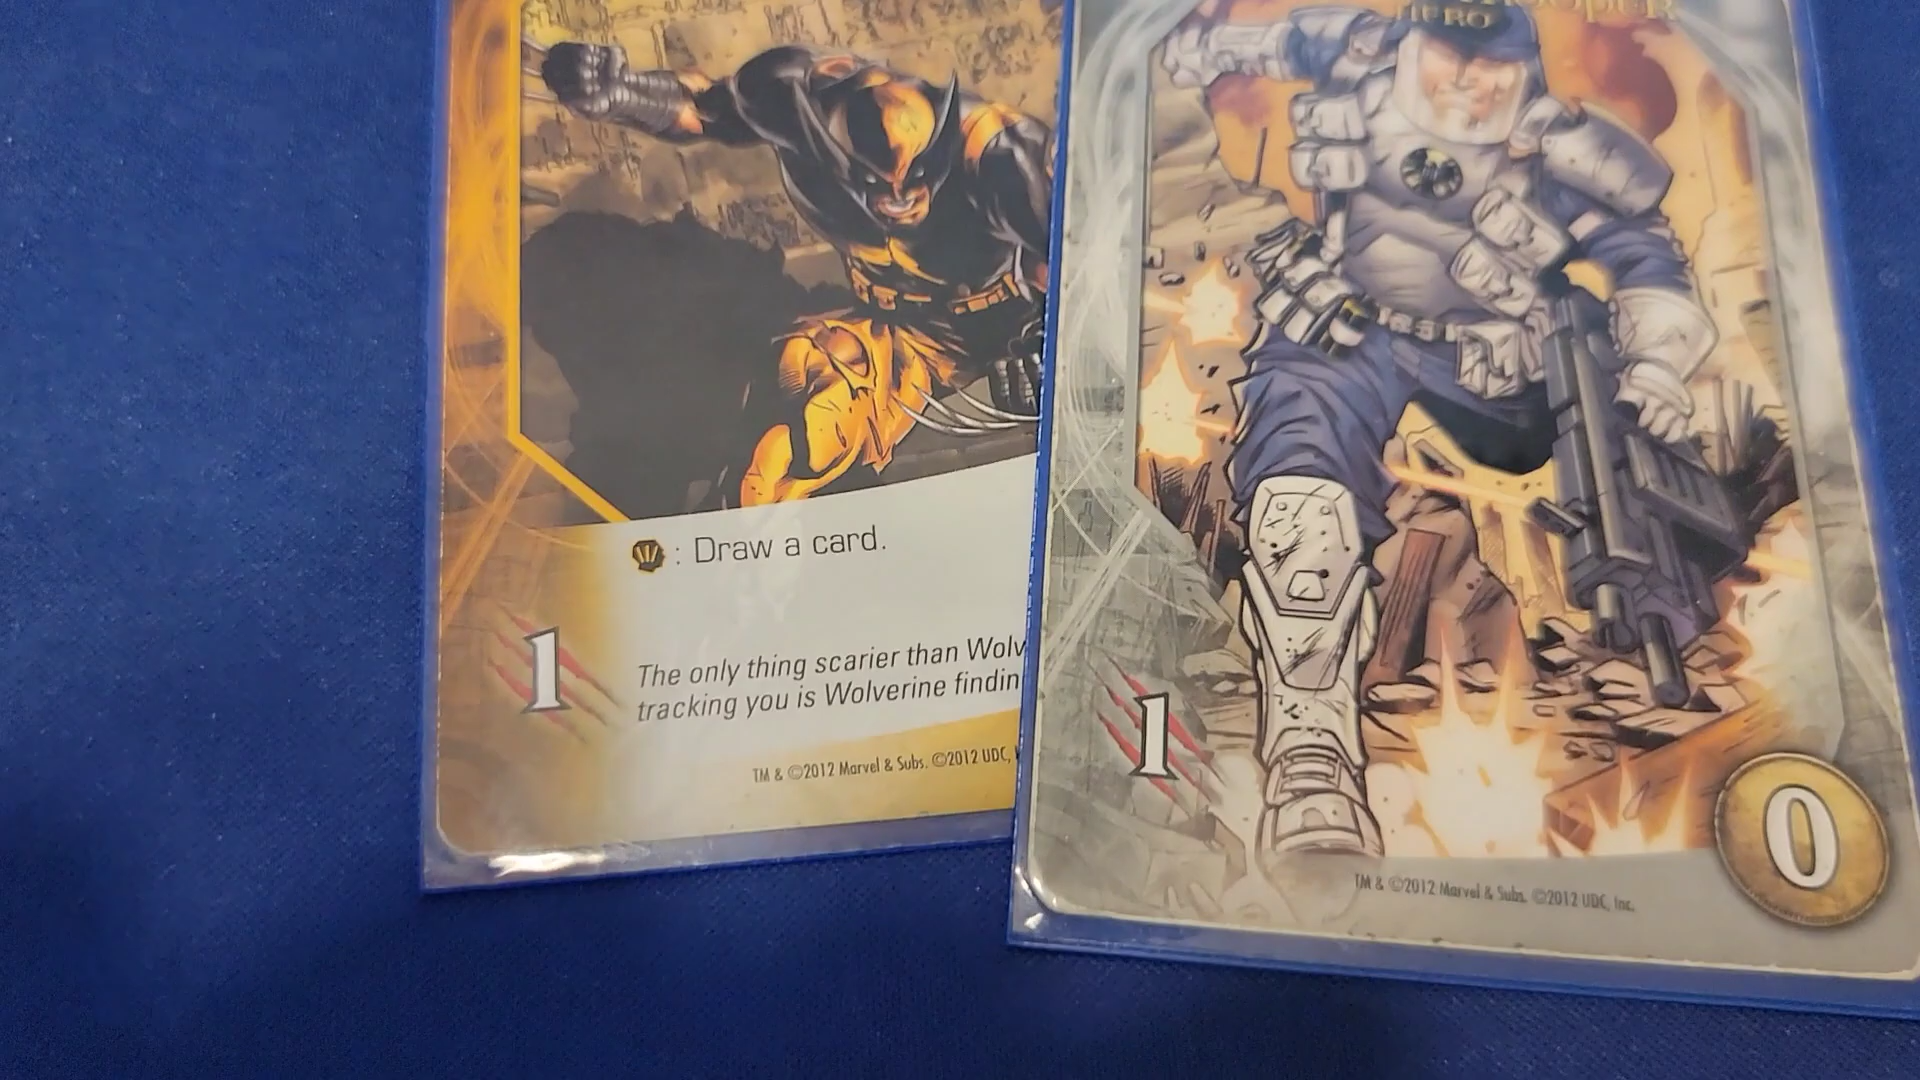 : Draw a card.
1
The only thing scarier than Wolv
tracking you is Wolverine findin
TM & ©2012 Marvel & Subs. ©2012 UDC,
HERO
1
0
TM & ©2012 Marvel & Subs. ©2012 UDC, Inc.